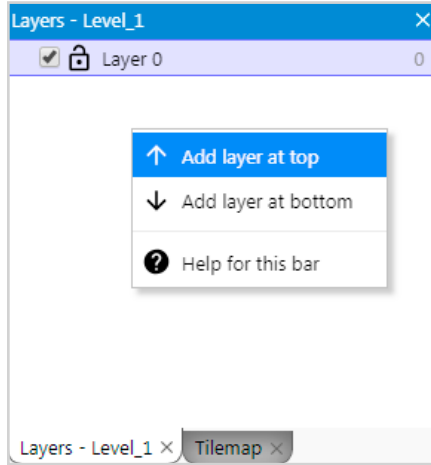 Layers - Level_1
Layer 0 0
Add layer at top
Add layer at bottom
Help for this bar
Layers - Level_1 Tilemap